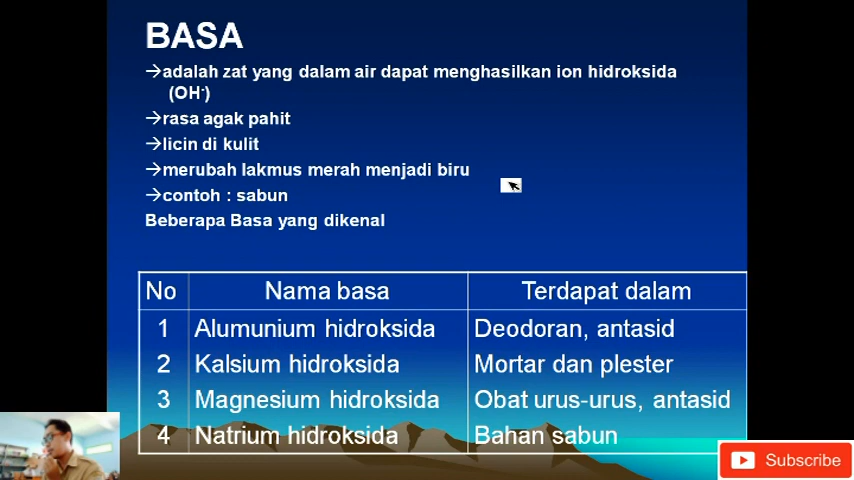 BASA
→adalah zat yang dalam air dapat menghasilkan ion hidroksida
(OH-)
→rasa agak pahit
→licin di kulit
→merubah lakmus merah menjadi biru
→contoh : sabun
Beberapa Basa yang dikenal
No Nama basa Terdapat dalam
1 Alumunium hidroksida Deodoran, antasid
2 Kalsium hidroksida Mortar dan plester
3 Magnesium hidroksida Obat urus-urus, antasid
4 Natrium hidroksida Bahan sabun
Subscribe